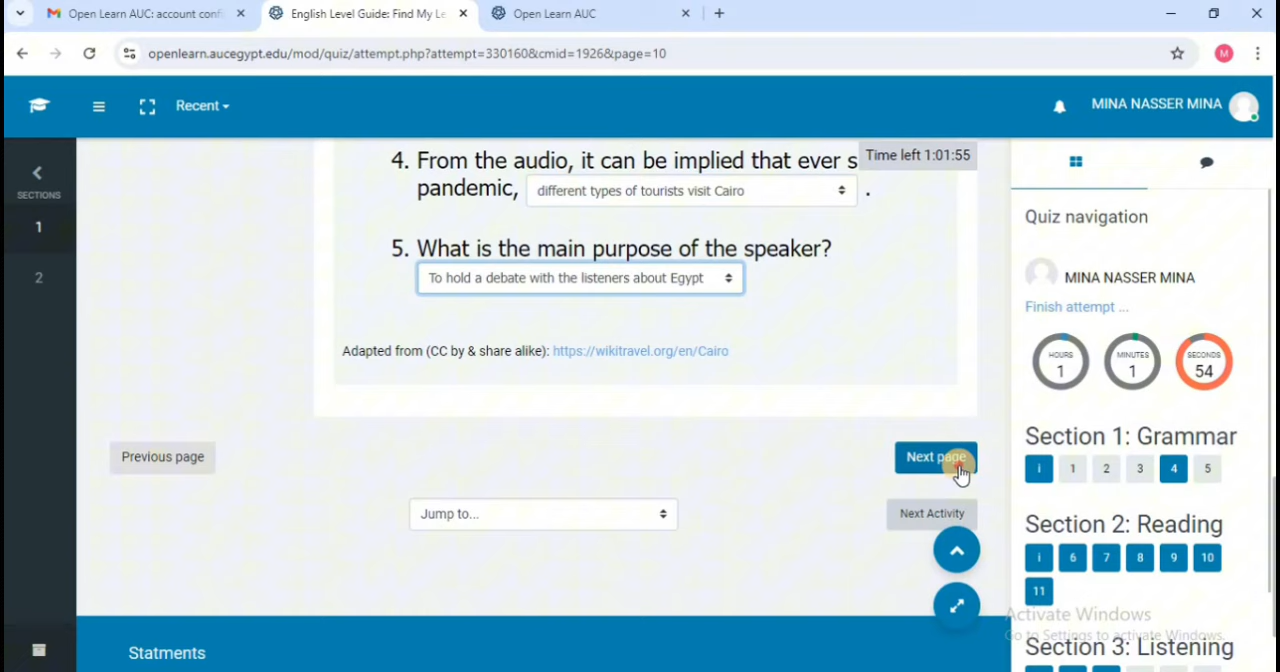 Open Learn AUC: account confi
English Level Guide: Find My Le
Open Learn AUC
openlearn.aucegypt.edu/mod/quiz/attempt.php?attempt=330160&cmid=1926&page=10
M
Recent
MINA NASSER MINA
SECTIONS
1
2
4. From the audio, it can be implied that ever s
Time left 1:01:55
pandemic, different types of tourists visit Cairo .
5. What is the main purpose of the speaker?
To hold a debate with the listeners about Egypt
Adapted from (CC by & share alike): https://wikitravel.org/en/Cairo
Previous page
Next page
Jump to...
Next Activity
Statments
Quiz navigation
MINA NASSER MINA
Finish attempt ...
HOURS 1 MINUTES 1 SECONDS 54
Section 1: Grammar
i 1 2 3 4 5
Section 2: Reading
i 6 7 8 9 10
11
Activate Windows
Go to Settings to activate Windows.
Section 3: Listening